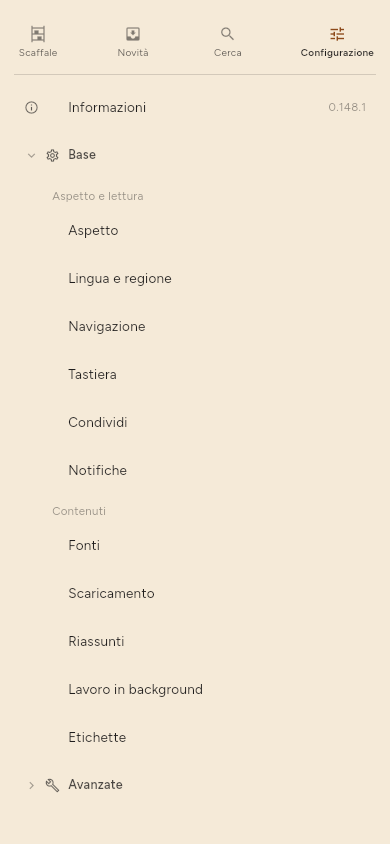 Scaffale
Novità
Cerca
Configurazione
Informazioni 0.148.1
Base
Aspetto e lettura
Aspetto
Lingua e regione
Navigazione
Tastiera
Condividi
Notifiche
Contenuti
Fonti
Scaricamento
Riassunti
Lavoro in background
Etichette
Avanzate